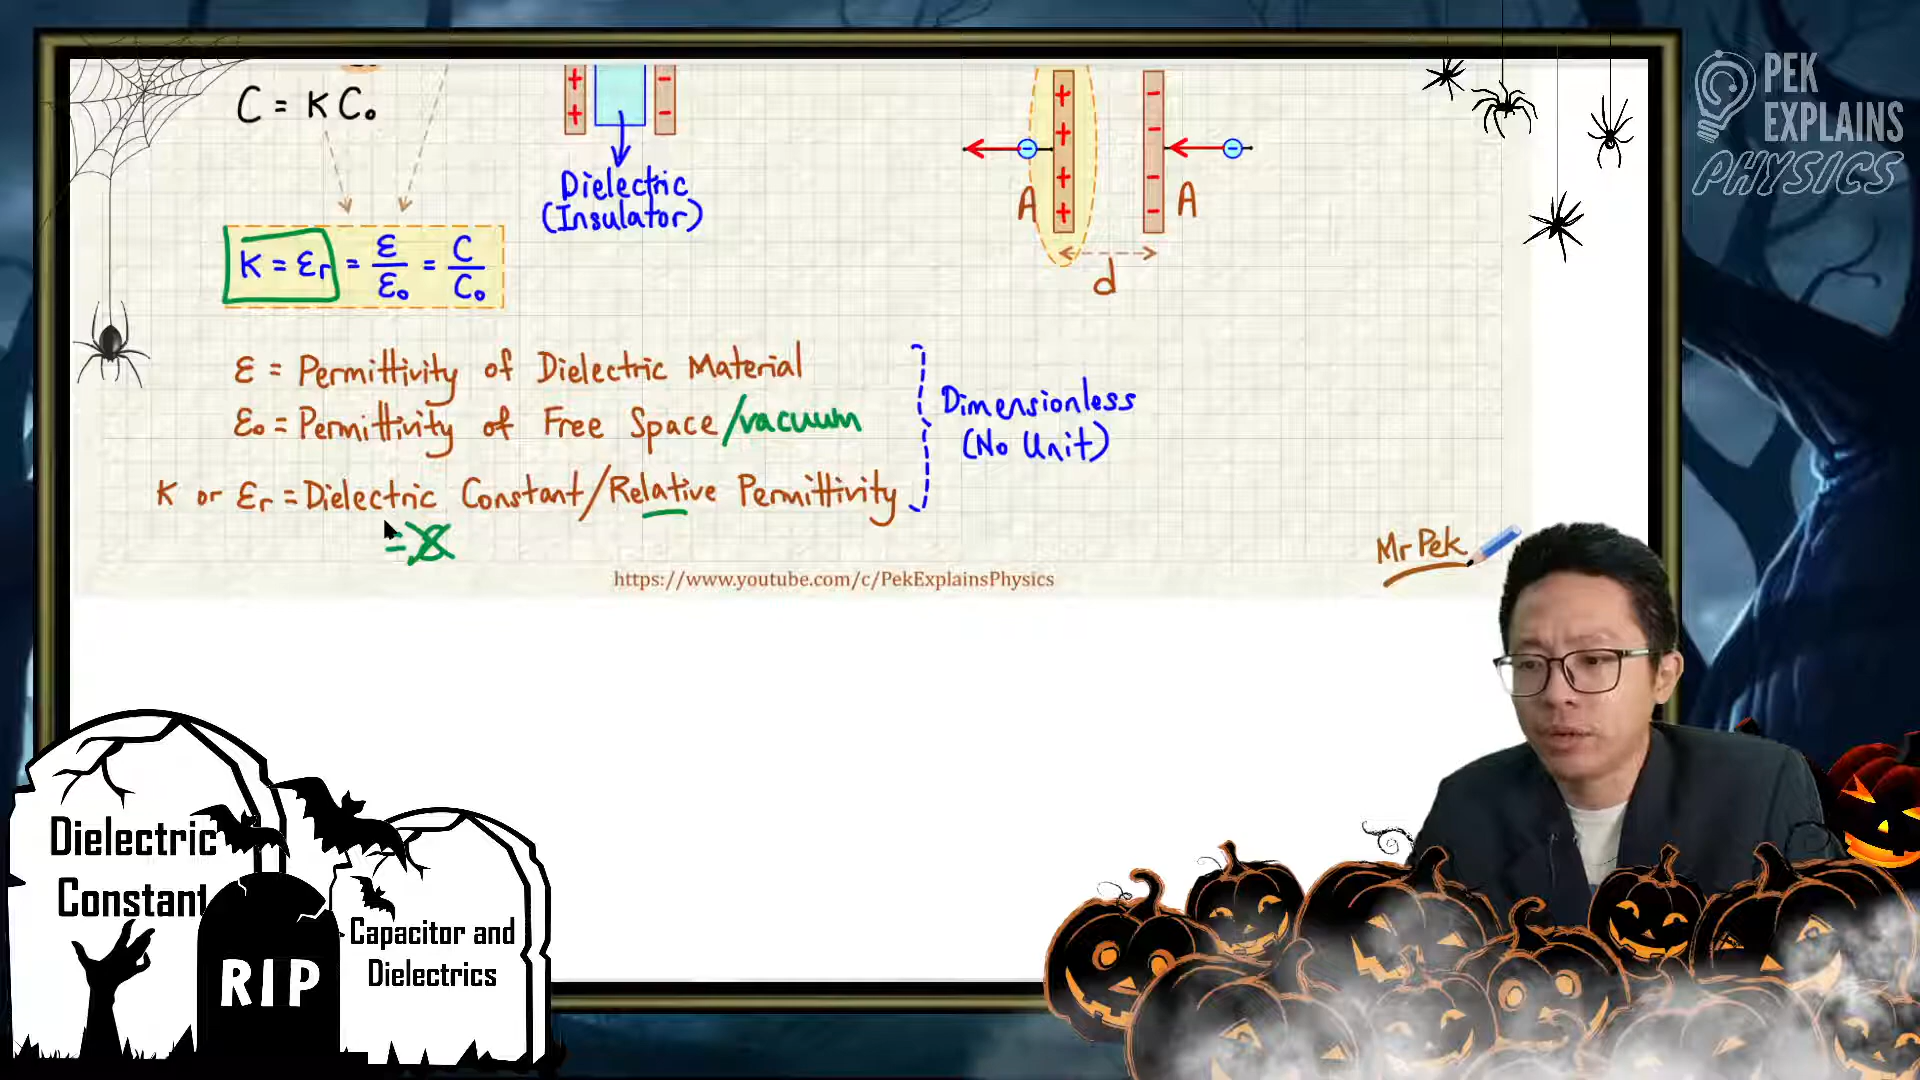 PEK
EXPLAINS
PHYSICS
C = K C₀
+ −
+ −
Dielectric
(Insulator)
K = εr = ε/ε₀ = C/C₀
+ −
+ −
+ −
+ −
− −
A A
d
ε = Permittivity of Dielectric Material
ε₀ = Permittivity of Free Space /vacuum
K or εr = Dielectric Constant/Relative Permittivity
Dimensionless
(No Unit)
Mr Pek
https://www.youtube.com/c/PekExplainsPhysics
Dielectric
Constant
RIP
Capacitor and
Dielectrics